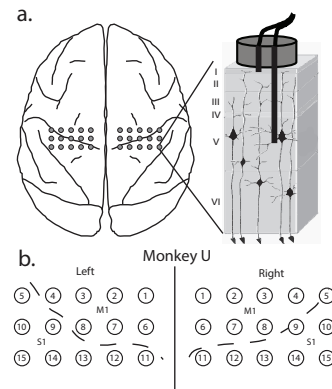 a.
I
II
III
IV
V
VI
b.
Monkey U
Left
Right
5 4 3 2 1
1 2 3 4 5
M1
M1
10 9 8 7 6
6 7 8 9 10
S1
S1
15 14 13 12 11
11 12 13 14 15